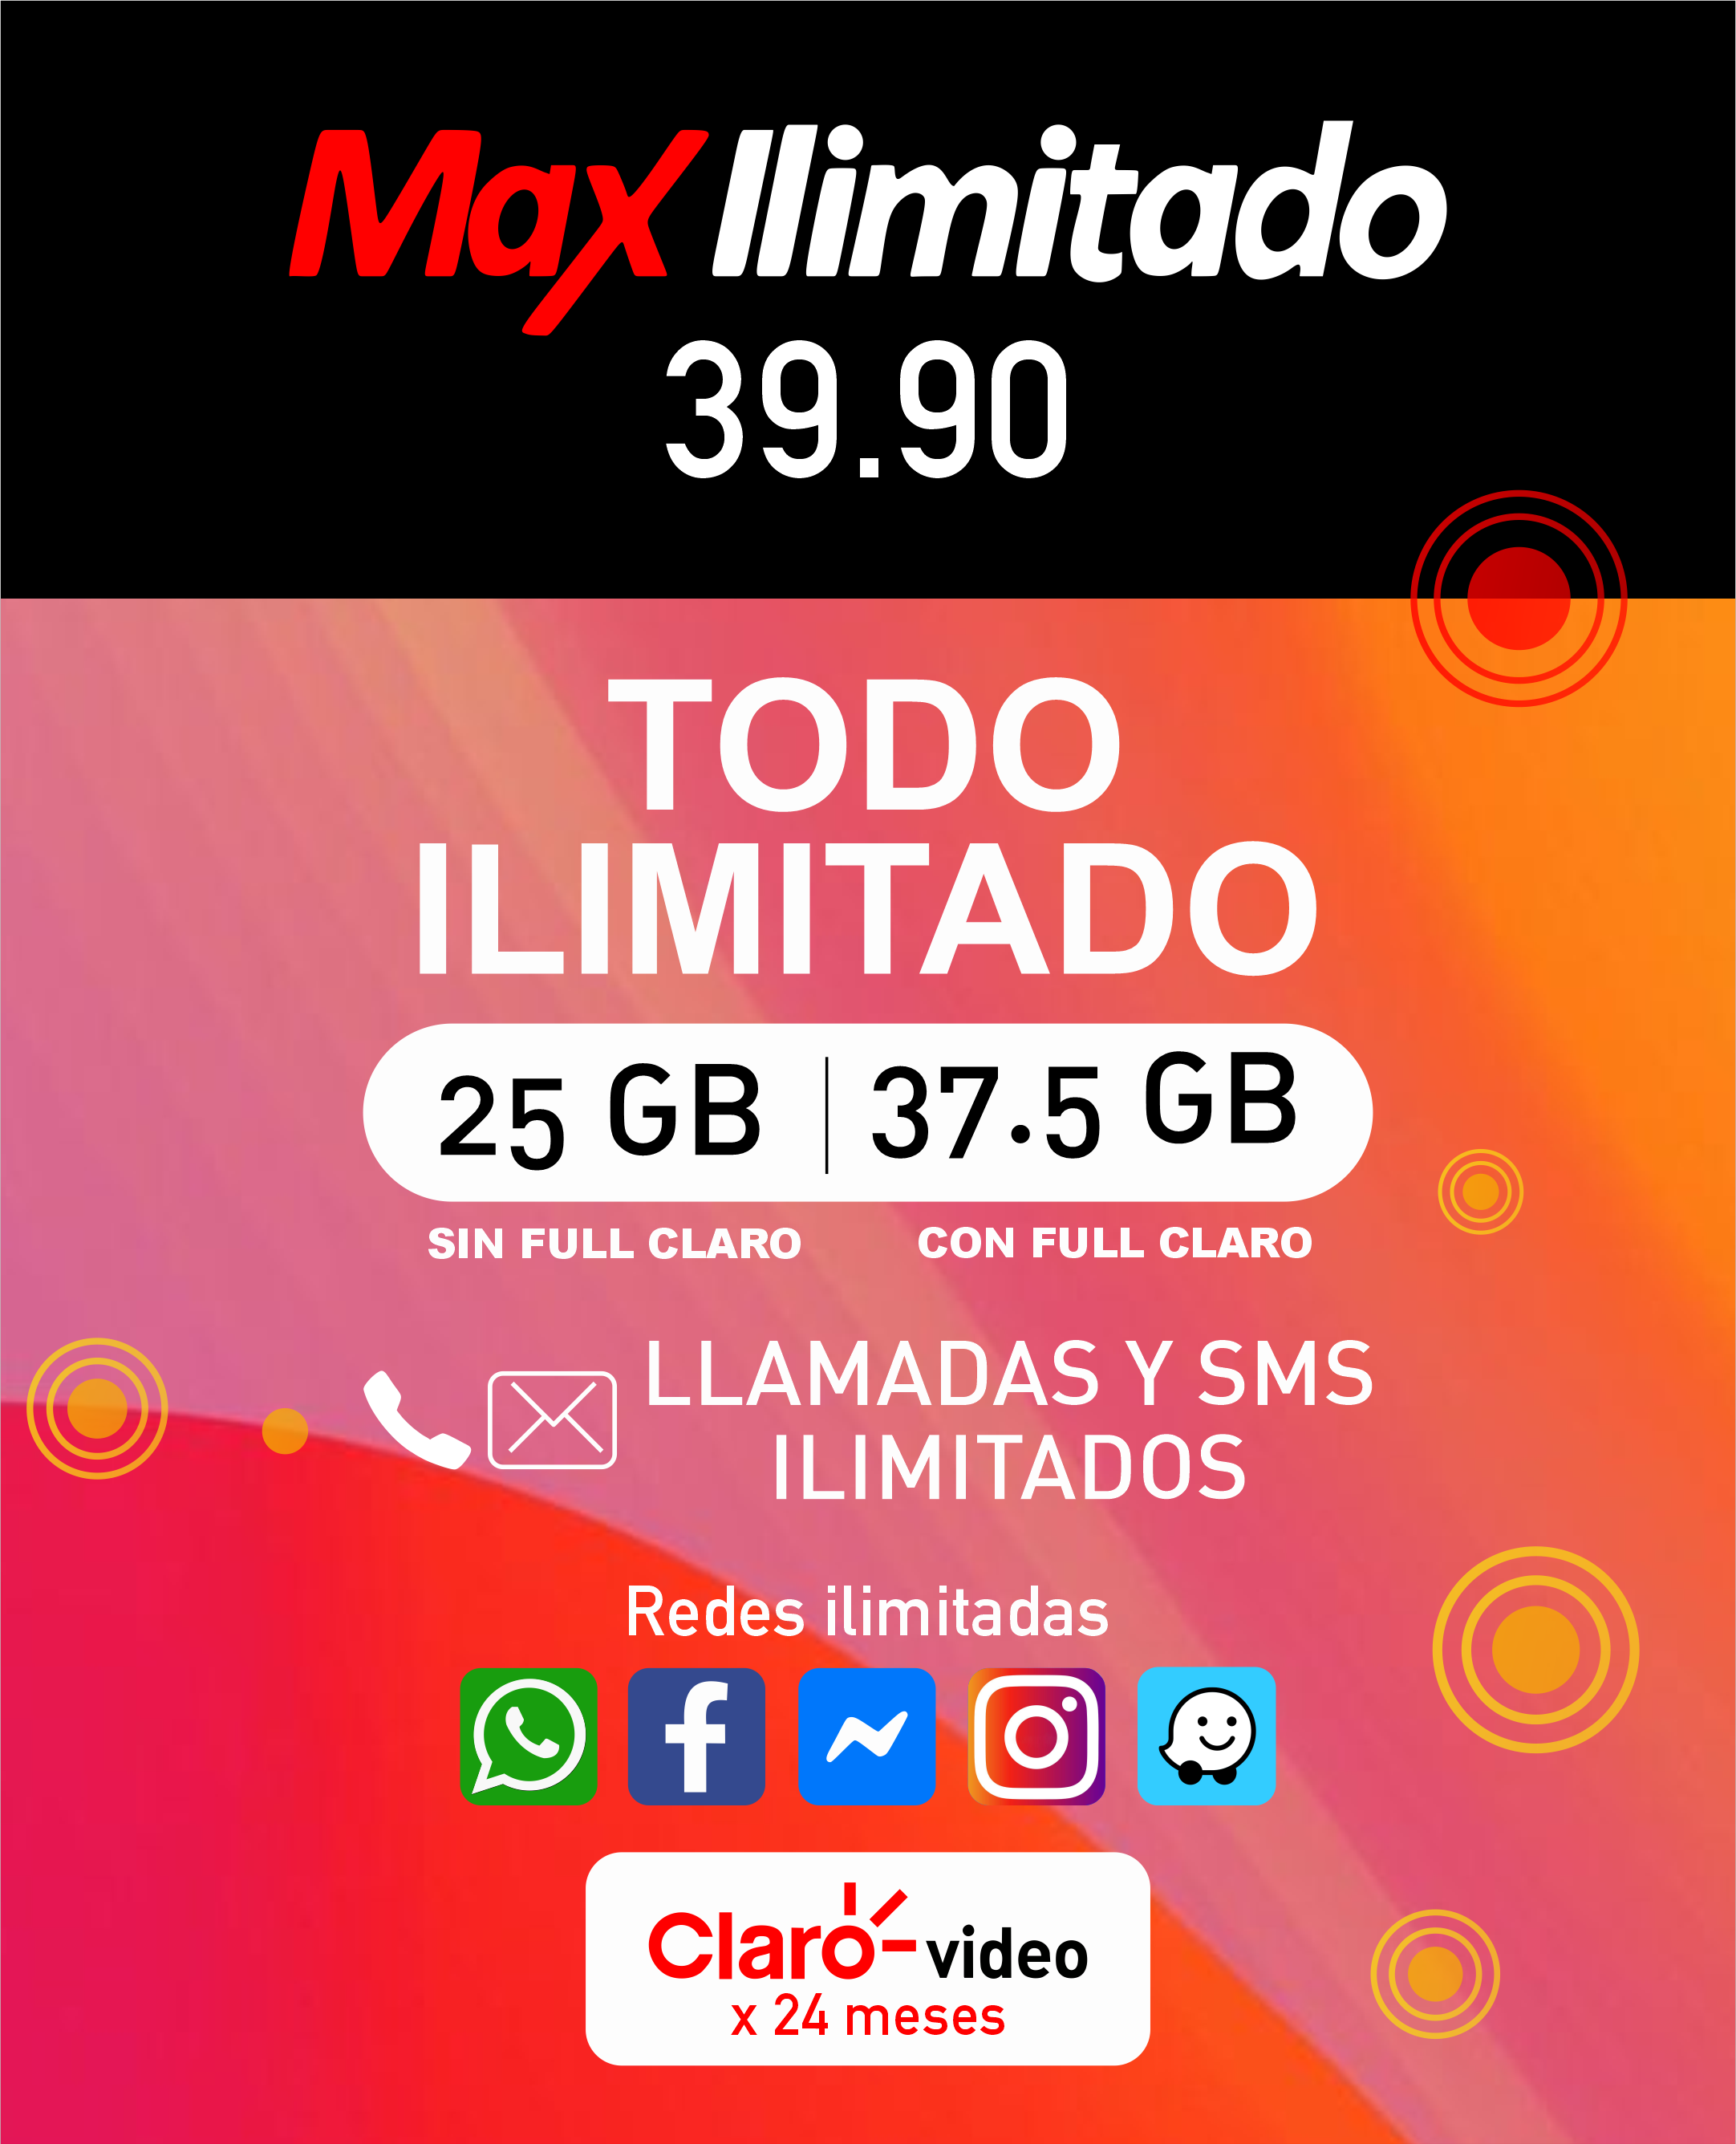 Max Ilimitado
39.90
TODO
ILIMITADO
25 GB | 37.5 GB
SIN FULL CLARO CON FULL CLARO
LLAMADAS Y SMS
ILIMITADOS
Redes ilimitadas
Claro video
x 24 meses